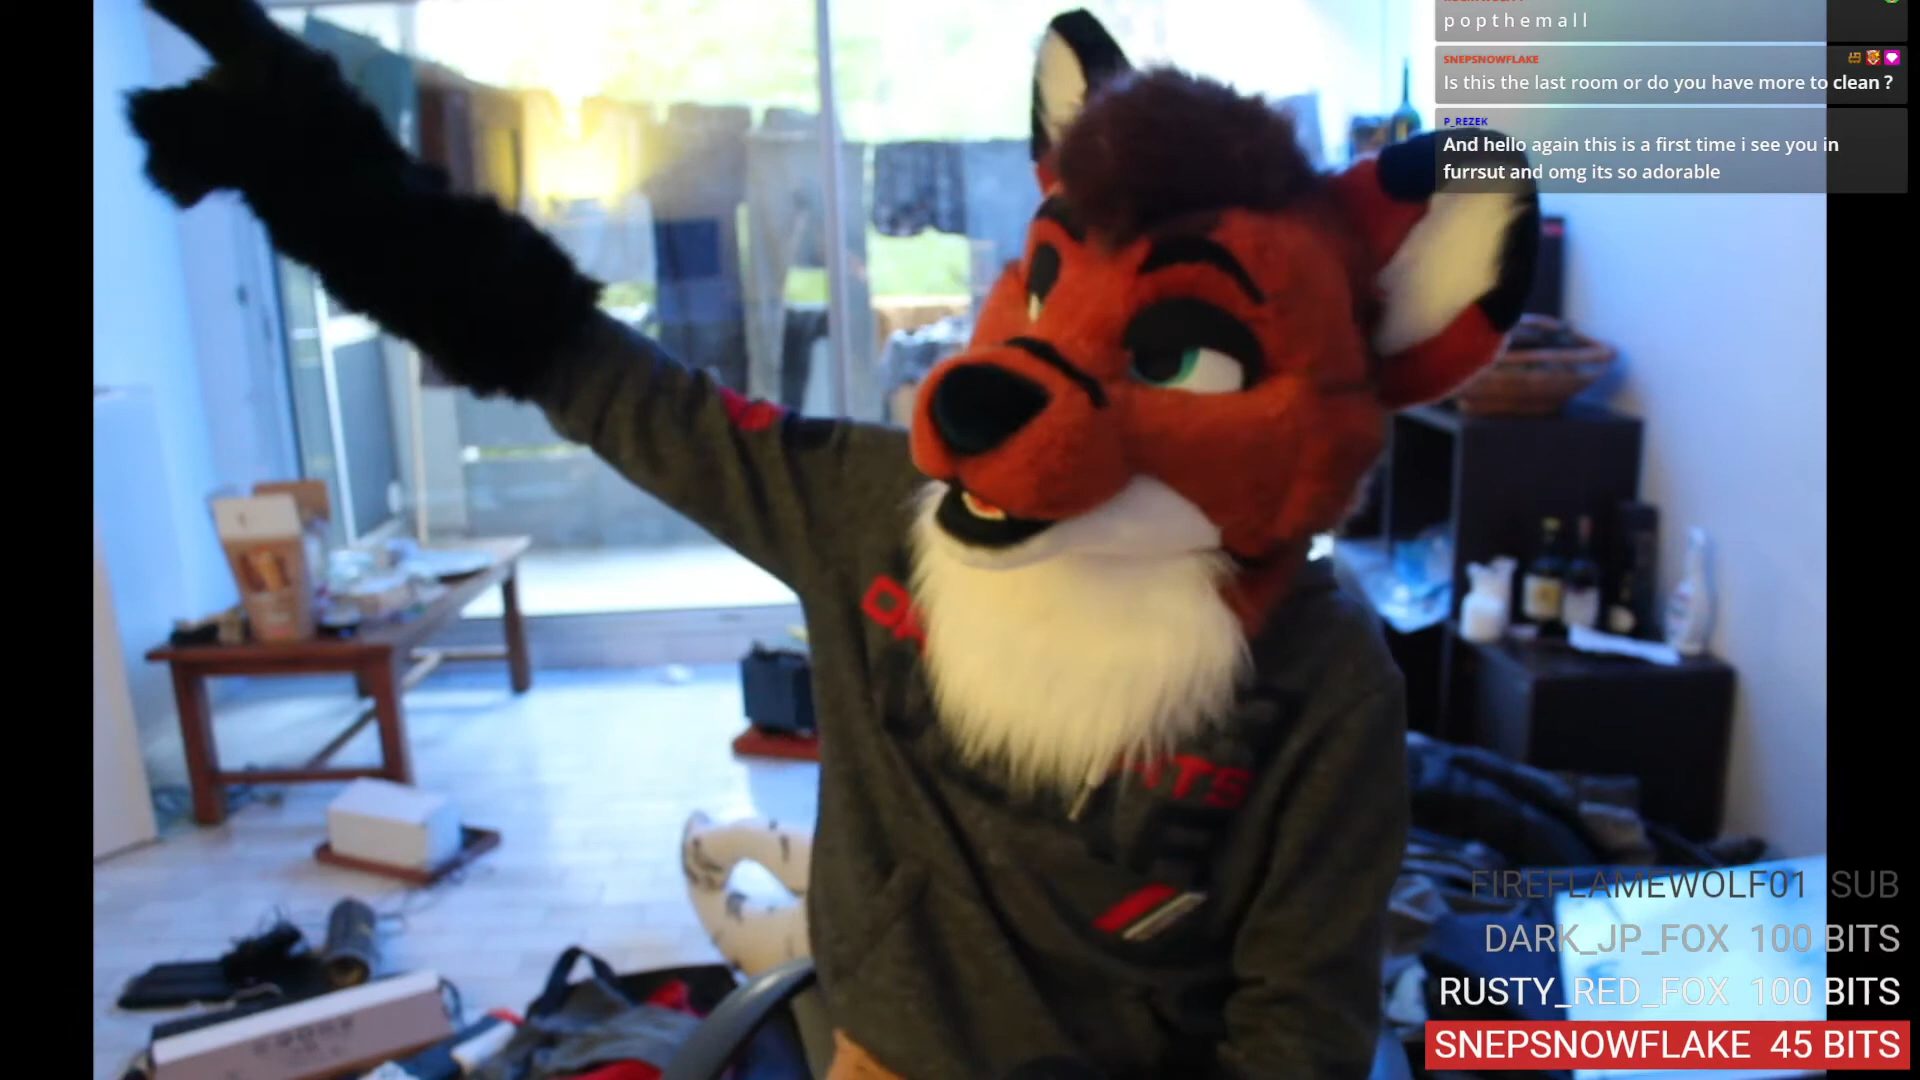 p o p t h e m a l l
SNEPSNOWFLAKE
Is this the last room or do you have more to clean ?
P_REZEK
And hello again this is a first time i see you in
furrsut and omg its so adorable
FIREFLAMEWOLF01 SUB
DARK_JP_FOX 100 BITS
RUSTY_RED_FOX 100 BITS
SNEPSNOWFLAKE 45 BITS